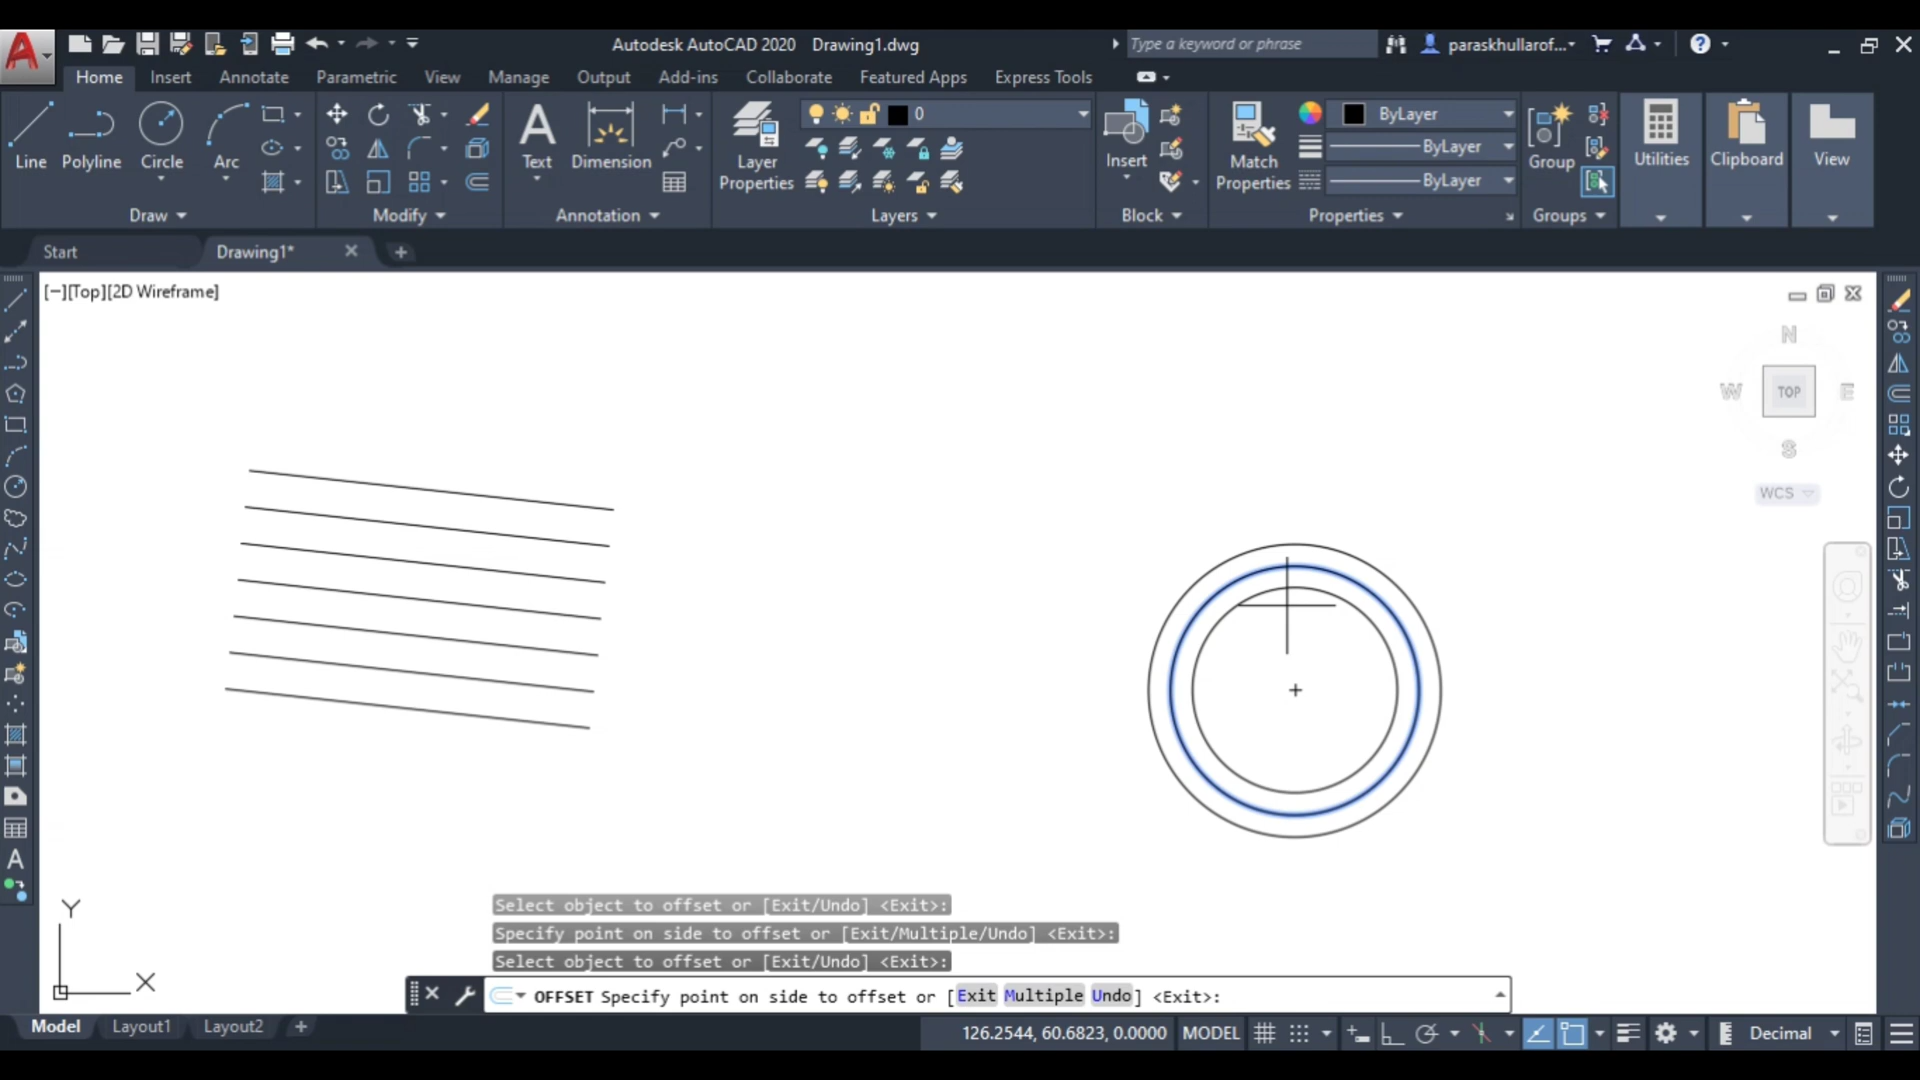 Autodesk AutoCAD 2020 Drawing1.dwg
Type a keyword or phrase
paraskhullarof...
Home Insert Annotate Parametric View Manage Output Add-ins Collaborate Featured Apps Express Tools
Line Polyline Circle Arc
Text Dimension
Layer Properties
0
Insert
Match Properties
ByLayer
ByLayer
ByLayer
Group
Utilities
Clipboard
View
Draw Modify Annotation Layers Block Properties Groups
Start Drawing1*
[−][Top][2D Wireframe]
N
W TOP E
S
WCS
A
Y
X
Select object to offset or [Exit/Undo] <Exit>:
Specify point on side to offset or [Exit/Multiple/Undo] <Exit>:
Select object to offset or [Exit/Undo] <Exit>:
OFFSET Specify point on side to offset or [Exit Multiple Undo] <Exit>:
Model Layout1 Layout2
126.2544, 60.6823, 0.0000 MODEL Decimal